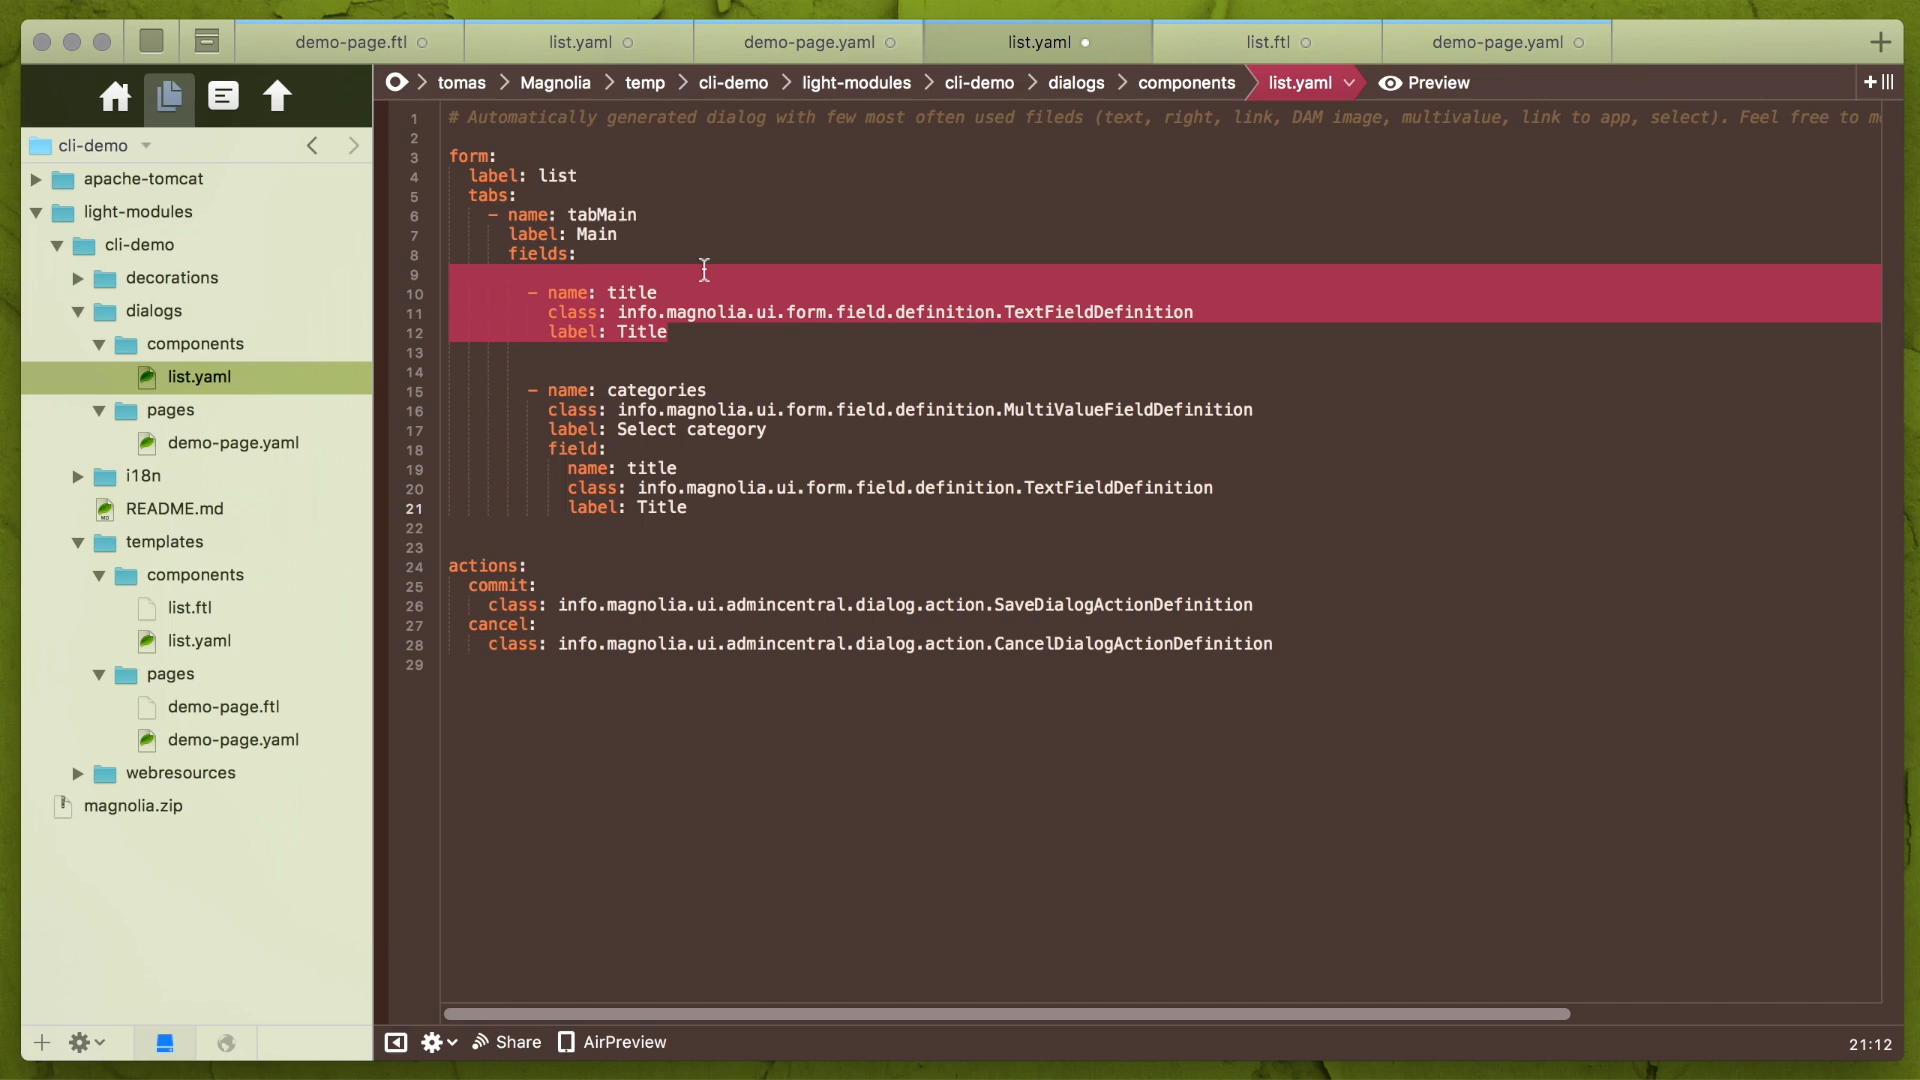 demo-page.ftl
list.yaml
demo-page.yaml
list.yaml
list.ftl
demo-page.yaml
tomas
Magnolia
temp
cli-demo
light-modules
cli-demo
dialogs
components
list.yaml
Preview
cli-demo
apache-tomcat
light-modules
cli-demo
decorations
dialogs
components
list.yaml
pages
demo-page.yaml
i18n
README.md
templates
components
list.ftl
list.yaml
pages
demo-page.ftl
demo-page.yaml
webresources
magnolia.zip
1 # Automatically generated dialog with few most often used fileds (text, right, link, DAM image, multivalue, link to app, select). Feel free to
2
3 form:
4 label: list
5 tabs:
6 - name: tabMain
7 label: Main
8 fields:
9
10 - name: title
11 class: info.magnolia.ui.form.field.definition.TextFieldDefinition
12 label: Title
13
14
15 - name: categories
16 class: info.magnolia.ui.form.field.definition.MultiValueFieldDefinition
17 label: Select category
18 field:
19 name: title
20 class: info.magnolia.ui.form.field.definition.TextFieldDefinition
21 label: Title
22
23
24 actions:
25 commit:
26 class: info.magnolia.ui.admincentral.dialog.action.SaveDialogActionDefinition
27 cancel:
28 class: info.magnolia.ui.admincentral.dialog.action.CancelDialogActionDefinition
29
Share
AirPreview
21:12